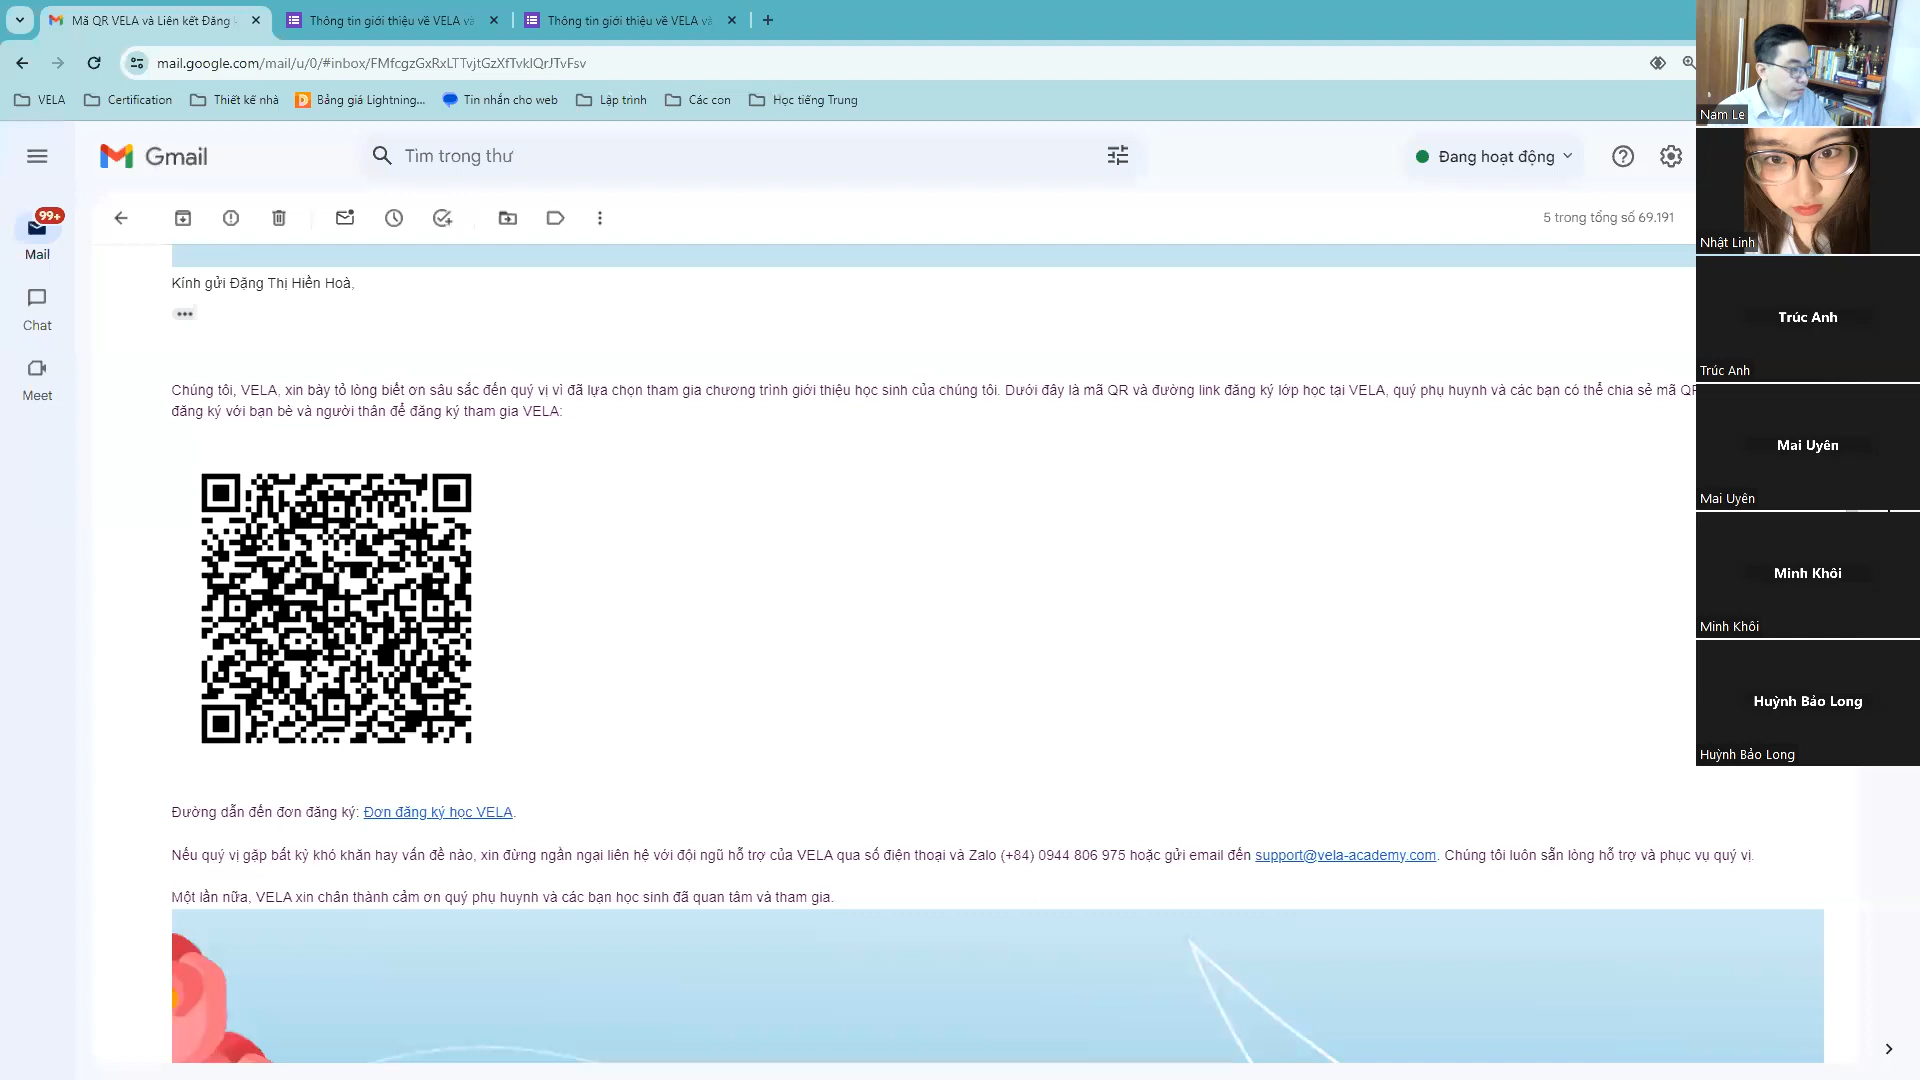 Mã QR VELA và Liên kết Đăng
Thông tin giới thiệu về VELA và
Thông tin giới thiệu về VELA và
mail.google.com/mail/u/0/#inbox/FMfcgzGxRxLTTvjtGzXfTvklQrJTvFsv
VELA
Certification
Thiết kế nhà
Bảng giá Lightning...
Tin nhắn cho web
Lập trình
Các con
Học tiếng Trung
Gmail
Tìm trong thư
Đang hoạt động
99+
Mail
Chat
Meet
5 trong tổng số 69.191
Kính gửi Đặng Thị Hiền Hoà,
Chúng tôi, VELA, xin bày tỏ lòng biết ơn sâu sắc đến quý vị vì đã lựa chọn tham gia chương trình giới thiệu học sinh của chúng tôi. Dưới đây là mã QR và đường link đăng ký lớp học tại VELA, quý phụ huynh và các bạn có thể chia sẻ mã QR
đăng ký với bạn bè và người thân để đăng ký tham gia VELA:
Đường dẫn đến đơn đăng ký: Đơn đăng ký học VELA.
Nếu quý vị gặp bất kỳ khó khăn hay vấn đề nào, xin đừng ngần ngại liên hệ với đội ngũ hỗ trợ của VELA qua số điện thoại và Zalo (+84) 0944 806 975 hoặc gửi email đến support@vela-academy.com. Chúng tôi luôn sẵn lòng hỗ trợ và phục vụ quý vị.
Một lần nữa, VELA xin chân thành cảm ơn quý phụ huynh và các bạn học sinh đã quan tâm và tham gia.
Nam Le
Nhật Linh
Trúc Anh
Trúc Anh
Mai Uyên
Mai Uyên
Minh Khôi
Minh Khôi
Huỳnh Bảo Long
Huỳnh Bảo Long